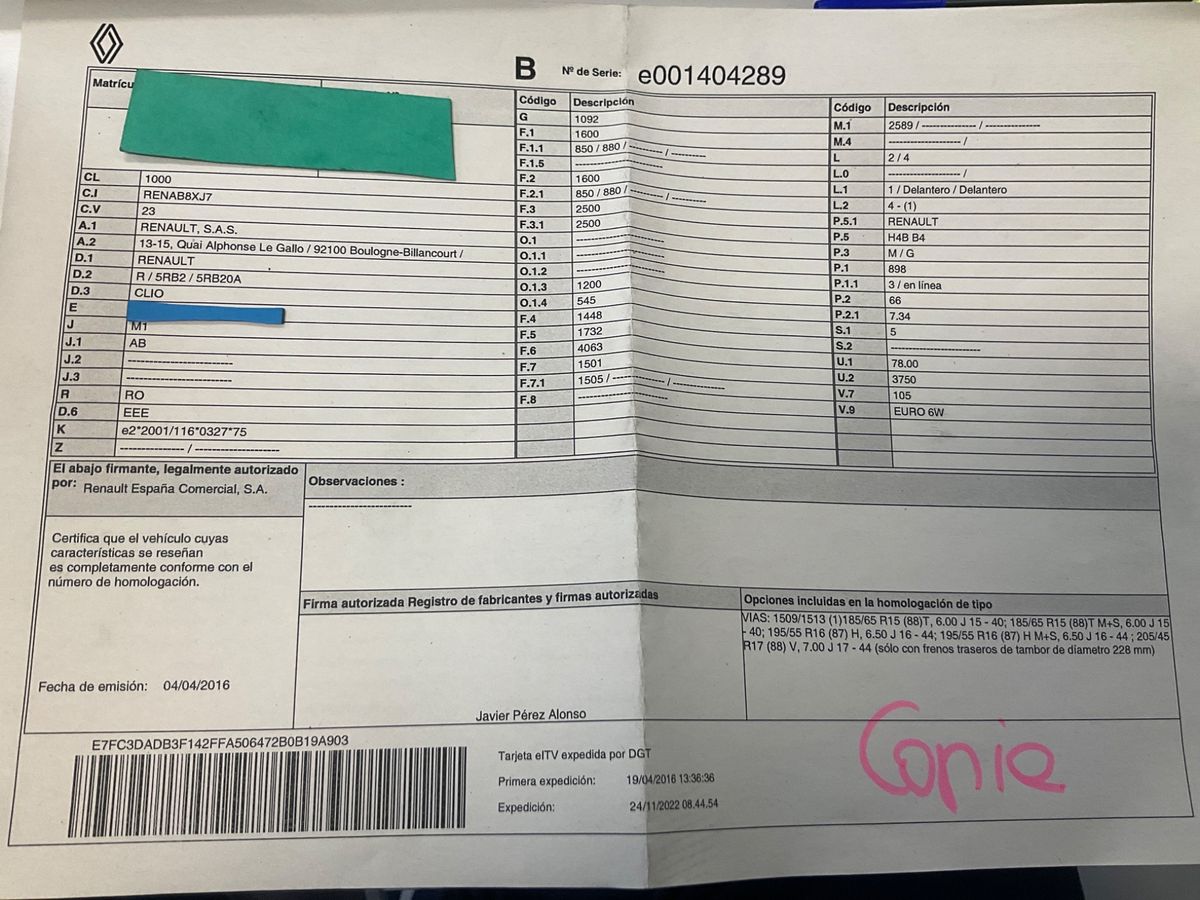 B Nº de Serie: e001404289
Matrícu
CL 1000
C.I RENAB8XJ7
C.V 23
A.1 RENAULT, S.A.S.
A.2 13-15, Quai Alphonse Le Gallo / 92100 Boulogne-Billancourt /
D.1 RENAULT
D.2 R / 5RB2 / 5RB20A
D.3 CLIO
E
J M1
J.1 AB
J.2 ----------------------
J.3 ----------------------
R RO
D.6 EEE
K e2*2001/116*0327*75
Z ------------- / -----------------
Código Descripción
G 1092
F.1 1600
F.1.1 850 / 880 / --------- / ---------
F.1.5 ------------------
F.2 1600
F.2.1 850 / 880 / --------- / ---------
F.3 2500
F.3.1 2500
O.1 ------------------
O.1.1 ------------------
O.1.2 ------------------
O.1.3 1200
O.1.4 545
F.4 1448
F.5 1732
F.6 4063
F.7 1501
F.7.1 1505 / ------------- / -------------
F.8 ------------------
Código Descripción
M.1 2589 / -------------- / --------------
M.4 ------------------ /
L 2 / 4
L.0 ------------------ /
L.1 1 / Delantero / Delantero
L.2 4 - (1)
P.5.1 RENAULT
P.5 H4B B4
P.3 M / G
P.1 898
P.1.1 3 / en línea
P.2 66
P.2.1 7.34
S.1 5
S.2 ----------------------
U.1 78.00
U.2 3750
V.7 105
V.9 EURO 6W
El abajo firmante, legalmente autorizado
por: Renault España Comercial, S.A.
Certifica que el vehículo cuyas
características se reseñan
es completamente conforme con el
número de homologación.
Fecha de emisión: 04/04/2016
Observaciones :
----------------------
Firma autorizada Registro de fabricantes y firmas autorizadas
Javier Pérez Alonso
Opciones incluidas en la homologación de tipo
VIAS: 1509/1513 (1)185/65 R15 (88)T, 6.00 J 15 - 40; 185/65 R15 (88)T M+S, 6.00 J 15
- 40; 195/55 R16 (87) H, 6.50 J 16 - 44; 195/55 R16 (87) H M+S, 6.50 J 16 - 44 ; 205/45
R17 (88) V, 7.00 J 17 - 44 (sólo con frenos traseros de tambor de diametro 228 mm)
E7FC3DADB3F142FFA506472B0B19A903
Tarjeta eITV expedida por DGT
Primera expedición: 19/04/2016 13:36:36
Expedición: 24/11/2022 08.44.54
Copia